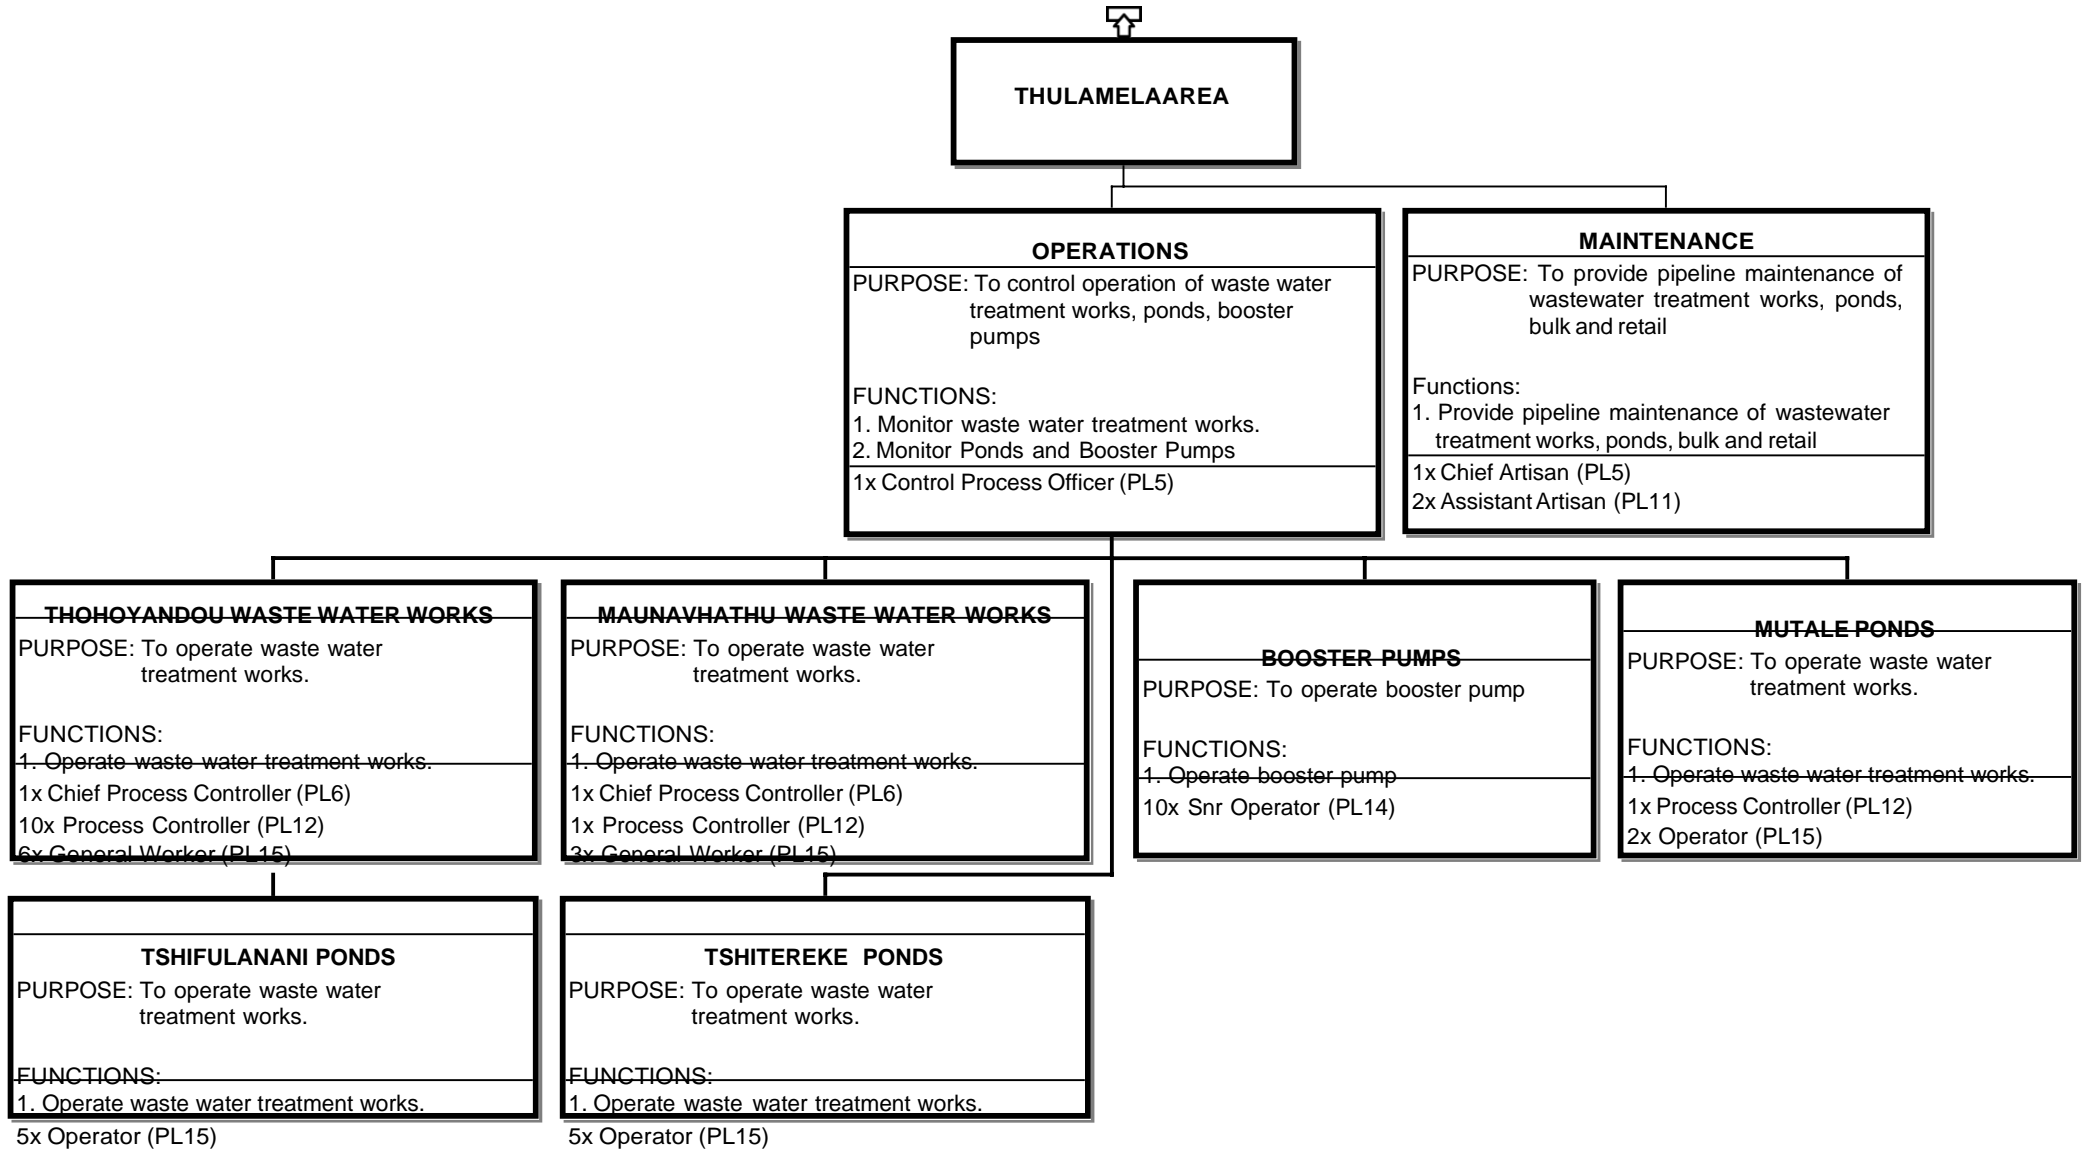 THULAMELAAREA
OPERATIONS
PURPOSE: To control operation of waste water
treatment works, ponds, booster
pumps
FUNCTIONS:
1. Monitor waste water treatment works.
2. Monitor Ponds and Booster Pumps
1x Control Process Officer (PL5)
MAINTENANCE
PURPOSE: To provide pipeline maintenance of
wastewater treatment works, ponds,
bulk and retail
Functions:
1. Provide pipeline maintenance of wastewater
treatment works, ponds, bulk and retail
1x Chief Artisan (PL5)
2x Assistant Artisan (PL11)
THOHOYANDOU WASTE WATER WORKS
PURPOSE: To operate waste water
treatment works.
FUNCTIONS:
1. Operate waste water treatment works.
1x Chief Process Controller (PL6)
10x Process Controller (PL12)
6x General Worker (PL15)
MAUNAVHATHU WASTE WATER WORKS
PURPOSE: To operate waste water
treatment works.
FUNCTIONS:
1. Operate waste water treatment works.
1x Chief Process Controller (PL6)
1x Process Controller (PL12)
3x General Worker (PL15)
BOOSTER PUMPS
PURPOSE: To operate booster pump
FUNCTIONS:
1. Operate booster pump
10x Snr Operator (PL14)
MUTALE PONDS
PURPOSE: To operate waste water
treatment works.
FUNCTIONS:
1. Operate waste water treatment works.
1x Process Controller (PL12)
2x Operator (PL15)
TSHIFULANANI PONDS
PURPOSE: To operate waste water
treatment works.
FUNCTIONS:
1. Operate waste water treatment works.
5x Operator (PL15)
TSHITEREKE PONDS
PURPOSE: To operate waste water
treatment works.
FUNCTIONS:
1. Operate waste water treatment works.
5x Operator (PL15)